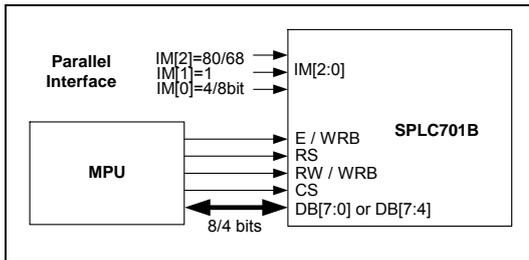 Parallel
Interface
IM[2]=80/68
IM[1]=1
IM[0]=4/8bit
IM[2:0]
SPLC701B
MPU
E / WRB
RS
RW / WRB
CS
DB[7:0] or DB[7:4]
8/4 bits